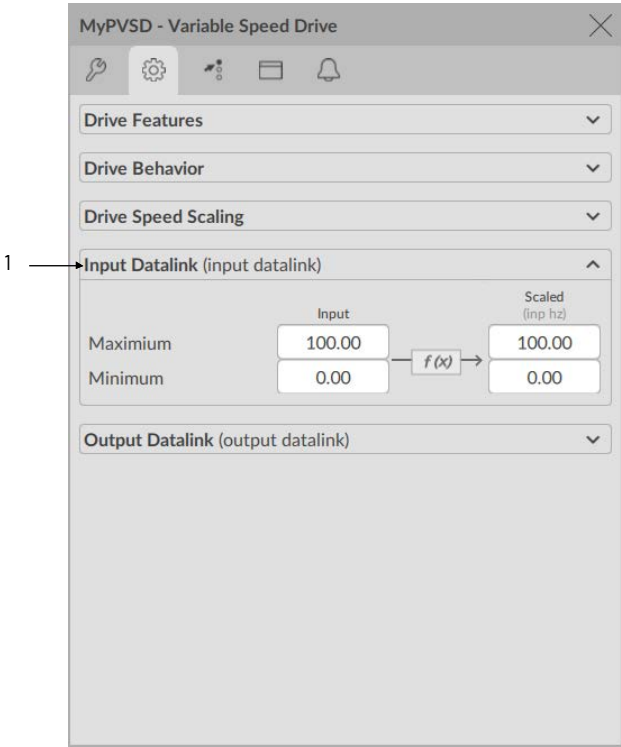 MyPVSD - Variable Speed Drive
Drive Features
Drive Behavior
Drive Speed Scaling
1
Input Datalink (input datalink)
Input
Scaled
(inp hz)
Maximium 100.00 f(x) 100.00
Minimum 0.00 0.00
Output Datalink (output datalink)